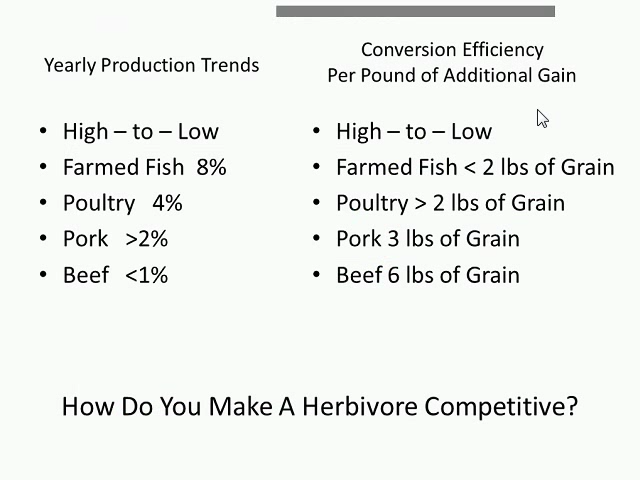 Yearly Production Trends
• High – to – Low
• Farmed Fish 8%
• Poultry 4%
• Pork >2%
• Beef <1%
Conversion Efficiency
Per Pound of Additional Gain
• High – to – Low
• Farmed Fish < 2 lbs of Grain
• Poultry > 2 lbs of Grain
• Pork 3 lbs of Grain
• Beef 6 lbs of Grain
How Do You Make A Herbivore Competitive?